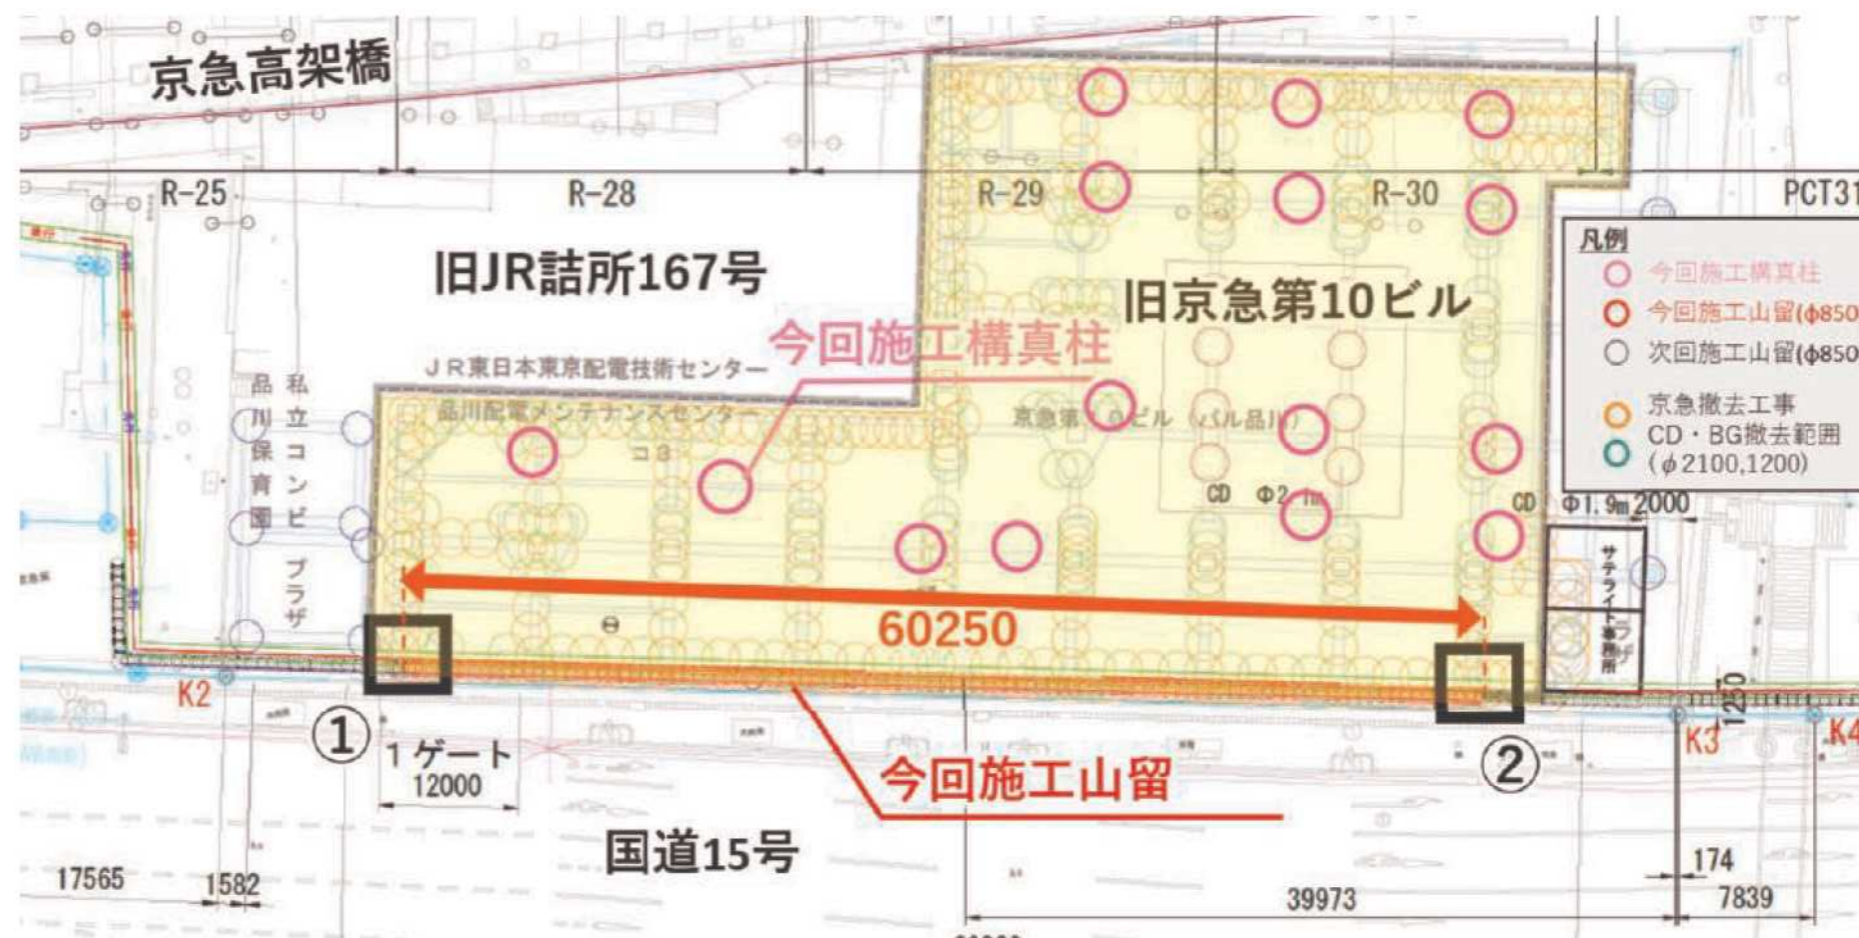 京急高架橋
R-25
R-28
R-29
R-30
PCT31
旧JR詰所167号
旧京急第10ビル
凡例
今回施工構真柱
今回施工山留(φ850
次回施工山留(φ850
京急撤去工事
CD・BG撤去範囲
(φ2100,1200)
今回施工構真柱
JR東日本東京配電技術センター
品川配電メンテナンスセンター
コ3
私立コンビプラザ
品川保育園
CD Φ2
CD Φ1.9m
2000
サテライト事務所
60250
K2
①
1ゲート
12000
今回施工山留
②
K3
1250
K4
国道15号
17565
1582
39973
174
7839